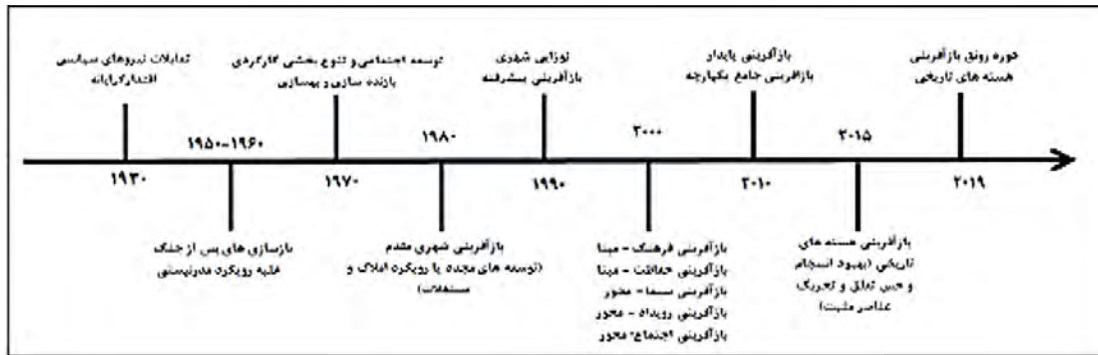 تمایلات نیروهای سیاسی
اقتدارگرایانه
توسعه اجتماعی و تنوع بخشی کارکردی
بازنده سازی و بهسازی
نوزایی شهری
بازآفرینی پیشرفته
بازآفرینی پایدار
بازآفرینی جامع یکپارچه
دوره رونق بازآفرینی
هسته های تاریخی
۱۹۵۰-۱۹۶۰
۱۹۸۰
۲۰۰۰
۲۰۱۵
۱۹۳۰
۱۹۷۰
۱۹۹۰
۲۰۱۰
۲۰۱۹
بازسازی های پس از جنگ
غلبه رویکرد مدرنیستی
بازآفرینی شهری مقدم
(توسعه های مجدد با رویکرد املاک و
مستغلات)
بازآفرینی فرهنگ - مبنا
بازآفرینی حفاظت - مبنا
بازآفرینی سیما - محور
بازآفرینی رویداد - محور
بازآفرینی اجتماع- محور
بازآفرینی هسته های
تاریخی (بهبود انسجام
و حس تعلق و تحریک
عناصر مثبت)